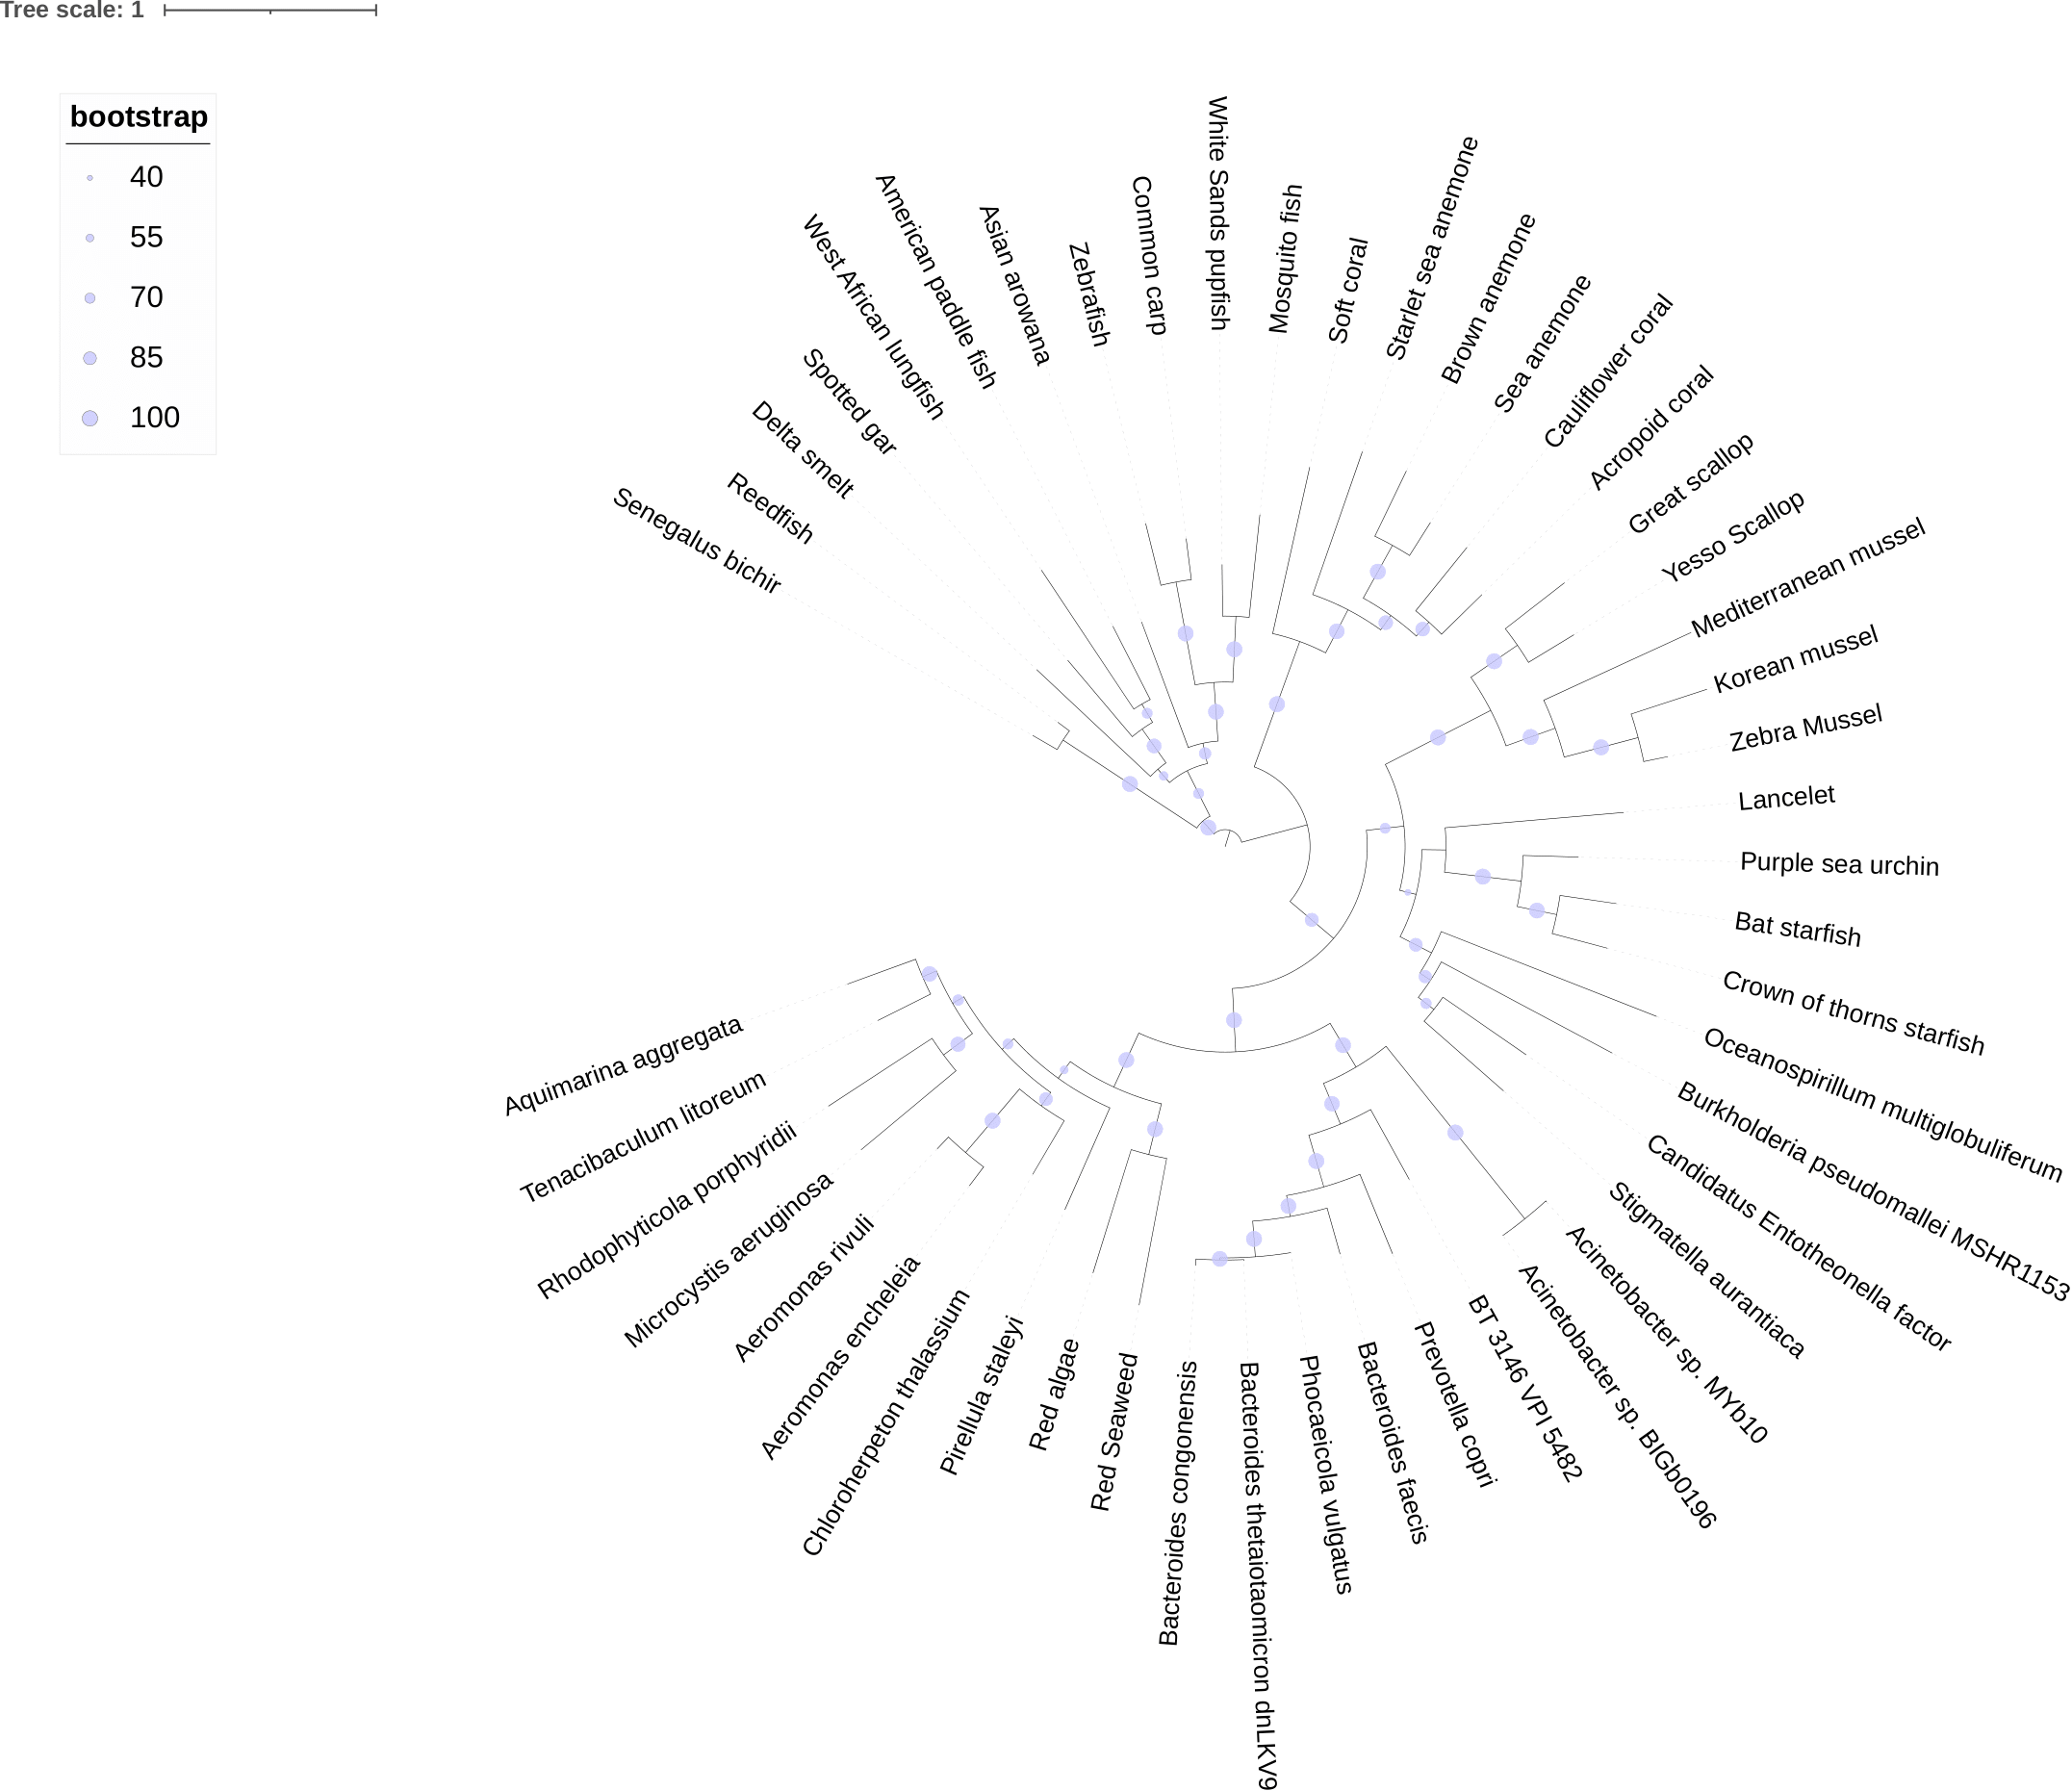 Tree scale: 1
bootstrap
40
55
70
85
100
Senegalus bichir
Reedfish
Delta smelt
Spotted gar
West African lungfish
American paddle fish
Asian arowana
Zebrafish
Common carp
White Sands pupfish
Mosquito fish
Soft coral
Starlet sea anemone
Brown anemone
Sea anemone
Cauliflower coral
Acropoid coral
Great scallop
Yesso Scallop
Mediterranean mussel
Korean mussel
Zebra Mussel
Lancelet
Purple sea urchin
Bat starfish
Crown of thorns starfish
Oceanospirillum multiglobuliferum
Burkholderia pseudomallei MSHR1153
Candidatus Entotheonella factor
Stigmatella aurantiaca
Acinetobacter sp. MYb10
Acinetobacter sp. BIGb0196
BT 3146 VPI 5482
Prevotella copri
Bacteroides faecis
Phocaeicola vulgatus
Bacteroides thetaiotaomicron dnLKV9
Bacteroides congonensis
Red Seaweed
Red algae
Pirellula staleyi
Chloroherpeton thalassium
Aeromonas encheleia
Aeromonas rivuli
Microcystis aeruginosa
Rhodophyticola porphyridii
Tenacibaculum litoreum
Aquimarina aggregata